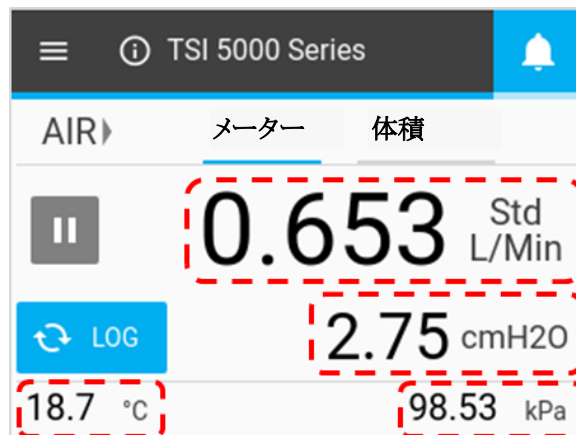 TSI 5000 Series
AIR メーター 体積
0.653 Std L/Min
LOG 2.75 cmH2O
18.7 °C 98.53 kPa